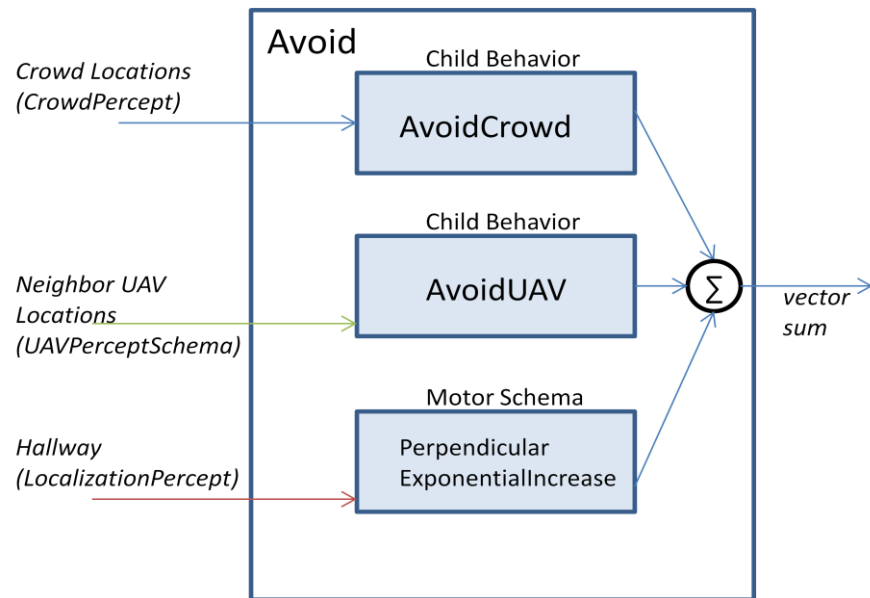 Avoid
Crowd Locations
(CrowdPercept)
Child Behavior
AvoidCrowd
Neighbor UAV
Locations
(UAVPerceptSchema)
Child Behavior
AvoidUAV
Σ
vector
sum
Hallway
(LocalizationPercept)
Motor Schema
Perpendicular
ExponentialIncrease